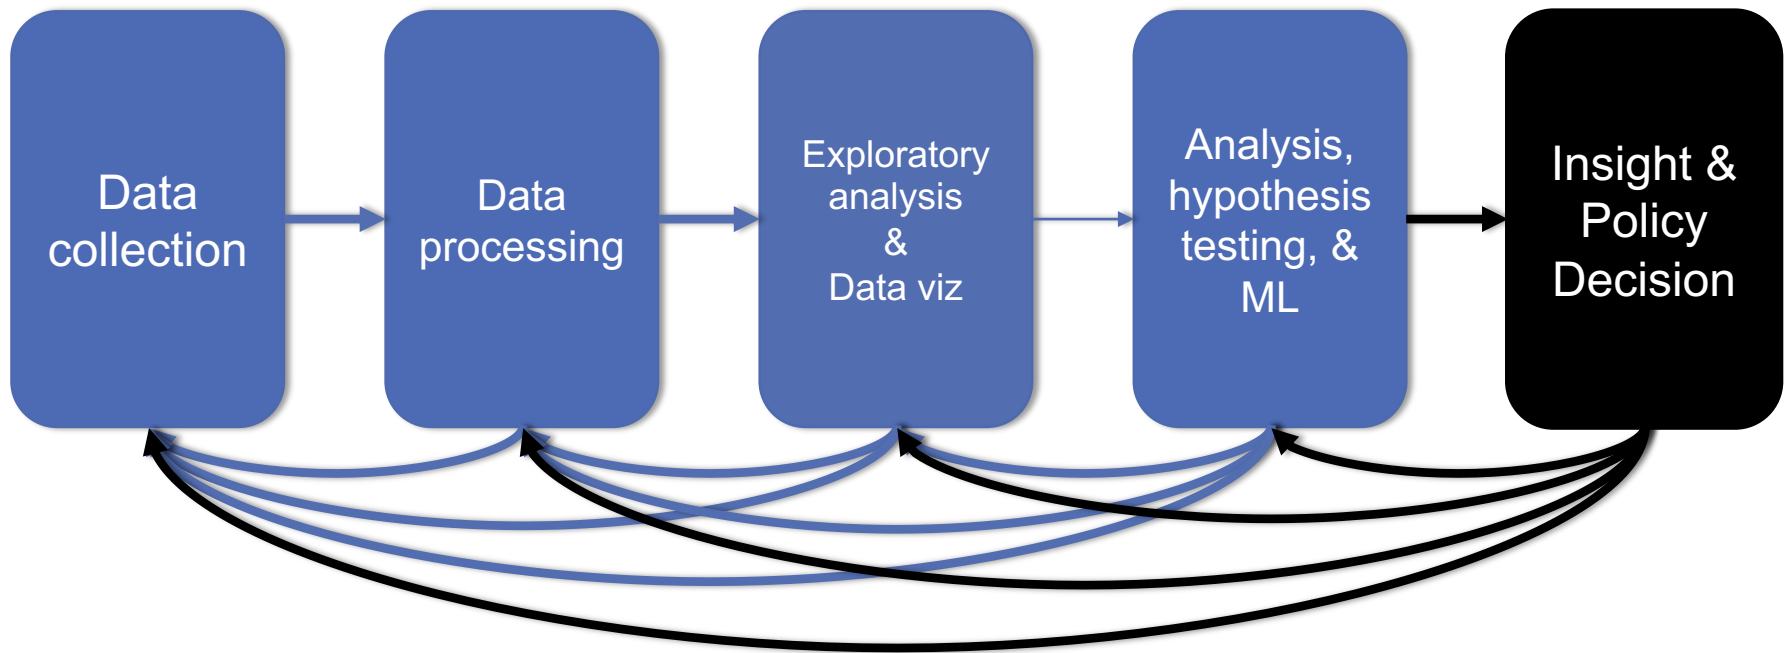 Data
collection
Data
processing
Exploratory
analysis
&
Data viz
Analysis,
hypothesis
testing, &
ML
Insight &
Policy
Decision